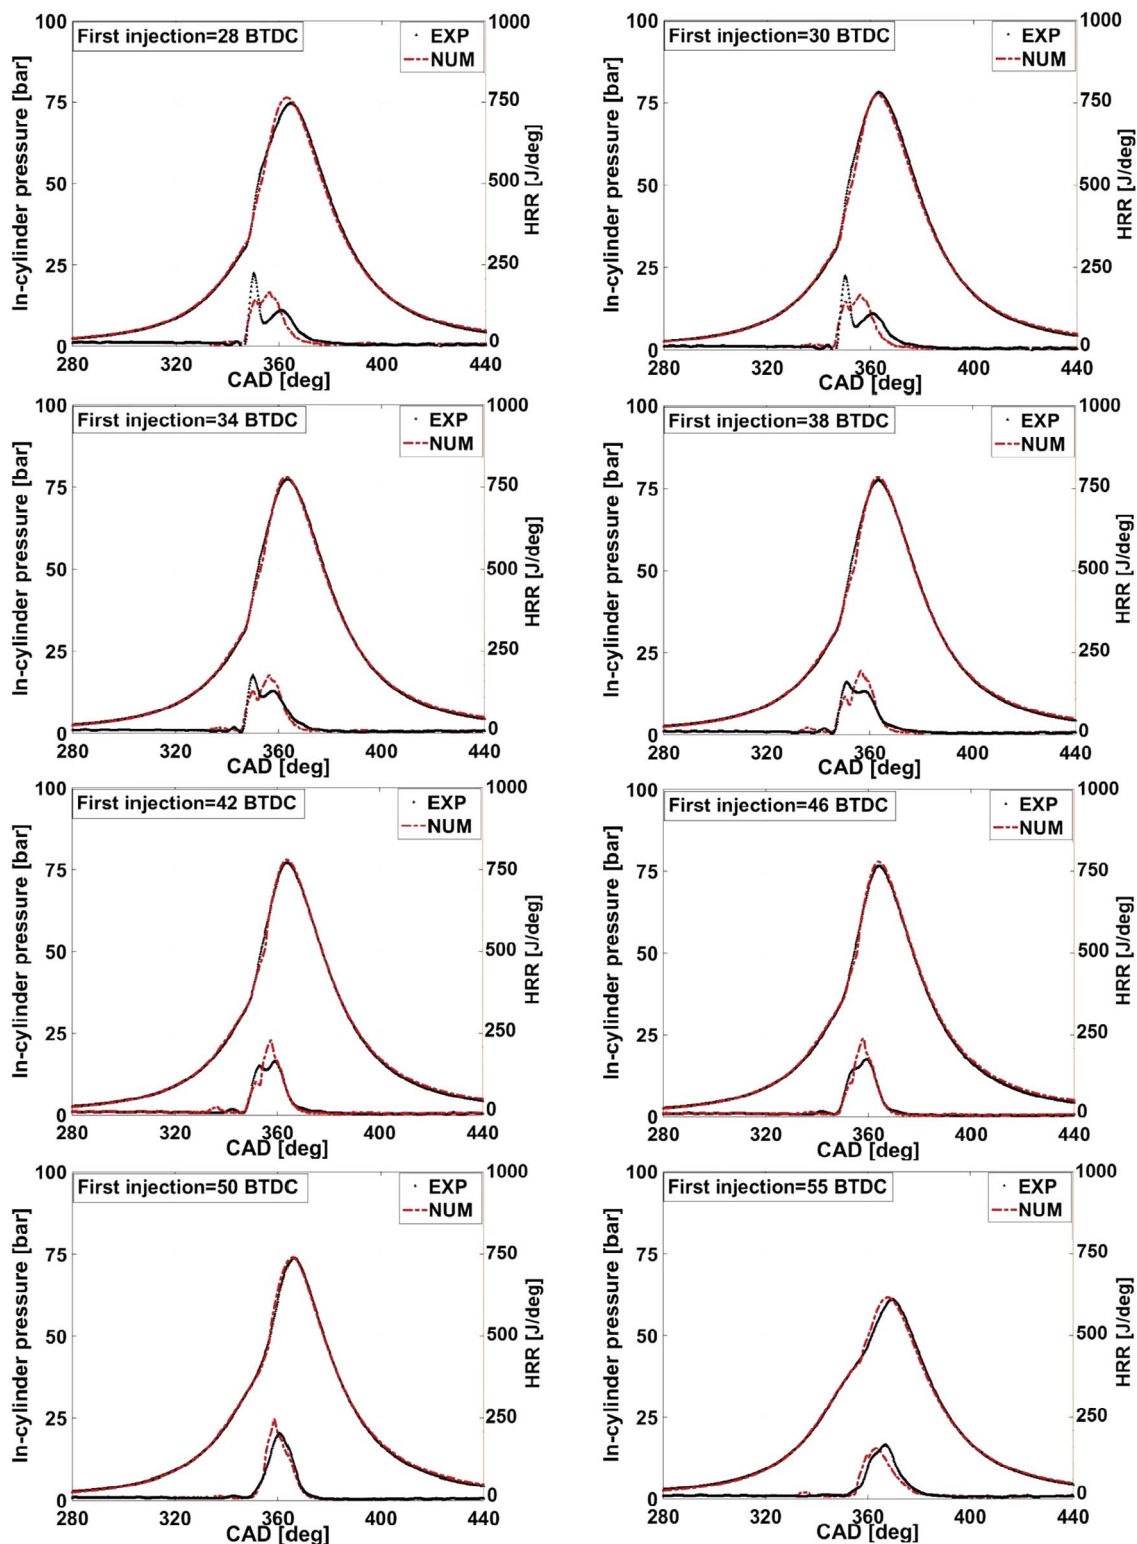 First injection=28 BTDC
EXP
NUM
In-cylinder pressure [bar]
100
75
50
25
0
HRR [J/deg]
1000
750
500
250
0
280 320 360 400 440
CAD [deg]
First injection=30 BTDC
EXP
NUM
In-cylinder pressure [bar]
100
75
50
25
0
HRR [J/deg]
1000
750
500
250
0
280 320 360 400 440
CAD [deg]
First injection=34 BTDC
EXP
NUM
In-cylinder pressure [bar]
100
75
50
25
0
HRR [J/deg]
1000
750
500
250
0
280 320 360 400 440
CAD [deg]
First injection=38 BTDC
EXP
NUM
In-cylinder pressure [bar]
100
75
50
25
0
HRR [J/deg]
1000
750
500
250
0
280 320 360 400 440
CAD [deg]
First injection=42 BTDC
EXP
NUM
In-cylinder pressure [bar]
100
75
50
25
0
HRR [J/deg]
1000
750
500
250
0
280 320 360 400 440
CAD [deg]
First injection=46 BTDC
EXP
NUM
In-cylinder pressure [bar]
100
75
50
25
0
HRR [J/deg]
1000
750
500
250
0
280 320 360 400 440
CAD [deg]
First injection=50 BTDC
EXP
NUM
In-cylinder pressure [bar]
100
75
50
25
0
HRR [J/deg]
1000
750
500
250
0
280 320 360 400 440
CAD [deg]
First injection=55 BTDC
EXP
NUM
In-cylinder pressure [bar]
100
75
50
25
0
HRR [J/deg]
1000
750
500
250
0
280 320 360 400 440
CAD [deg]